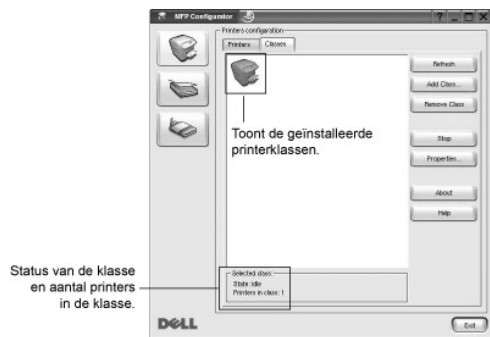 MFP Configurator
Printers configuration
Printers
Classes
Refresh
Add Class...
Remove Class
Toont de geïnstalleerde
printerklassen.
Stop
Properties...
About
Help
Status van de klasse
en aantal printers
in de klasse.
Selected class:
State: idle
Printers in class: 1
DELL
Exit